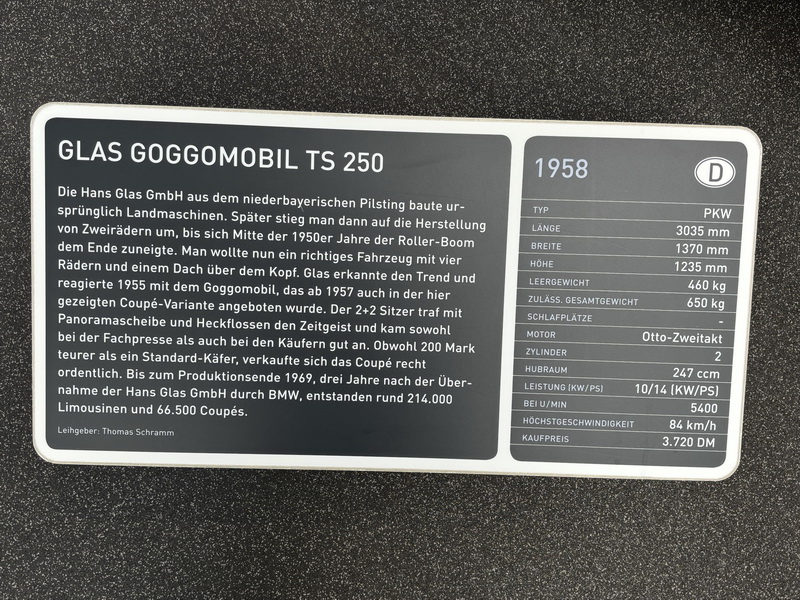 GLAS GOGGOMOBIL TS 250
Die Hans Glas GmbH aus dem niederbayerischen Pilsting baute ur-
sprünglich Landmaschinen. Später stieg man dann auf die Herstellung
von Zweirädern um, bis sich Mitte der 1950er Jahre der Roller-Boom
dem Ende zuneigte. Man wollte nun ein richtiges Fahrzeug mit vier
Rädern und einem Dach über dem Kopf. Glas erkannte den Trend und
reagierte 1955 mit dem Goggomobil, das ab 1957 auch in der hier
gezeigten Coupé-Variante angeboten wurde. Der 2+2 Sitzer traf mit
Panoramascheibe und Heckflossen den Zeitgeist und kam sowohl
bei der Fachpresse als auch bei den Käufern gut an. Obwohl 200 Mark
teurer als ein Standard-Käfer, verkaufte sich das Coupé recht
ordentlich. Bis zum Produktionsende 1969, drei Jahre nach der Über-
nahme der Hans Glas GmbH durch BMW, entstanden rund 214.000
Limousinen und 66.500 Coupés.
Leihgeber: Thomas Schramm
1958 D
TYP PKW
LÄNGE 3035 mm
BREITE 1370 mm
HÖHE 1235 mm
LEERGEWICHT 460 kg
ZULÄSS. GESAMTGEWICHT 650 kg
SCHLAFPLÄTZE -
MOTOR Otto-Zweitakt
ZYLINDER 2
HUBRAUM 247 ccm
LEISTUNG (KW/PS) 10/14 (KW/PS)
BEI U/MIN 5400
HÖCHSTGESCHWINDIGKEIT 84 km/h
KAUFPREIS 3.720 DM